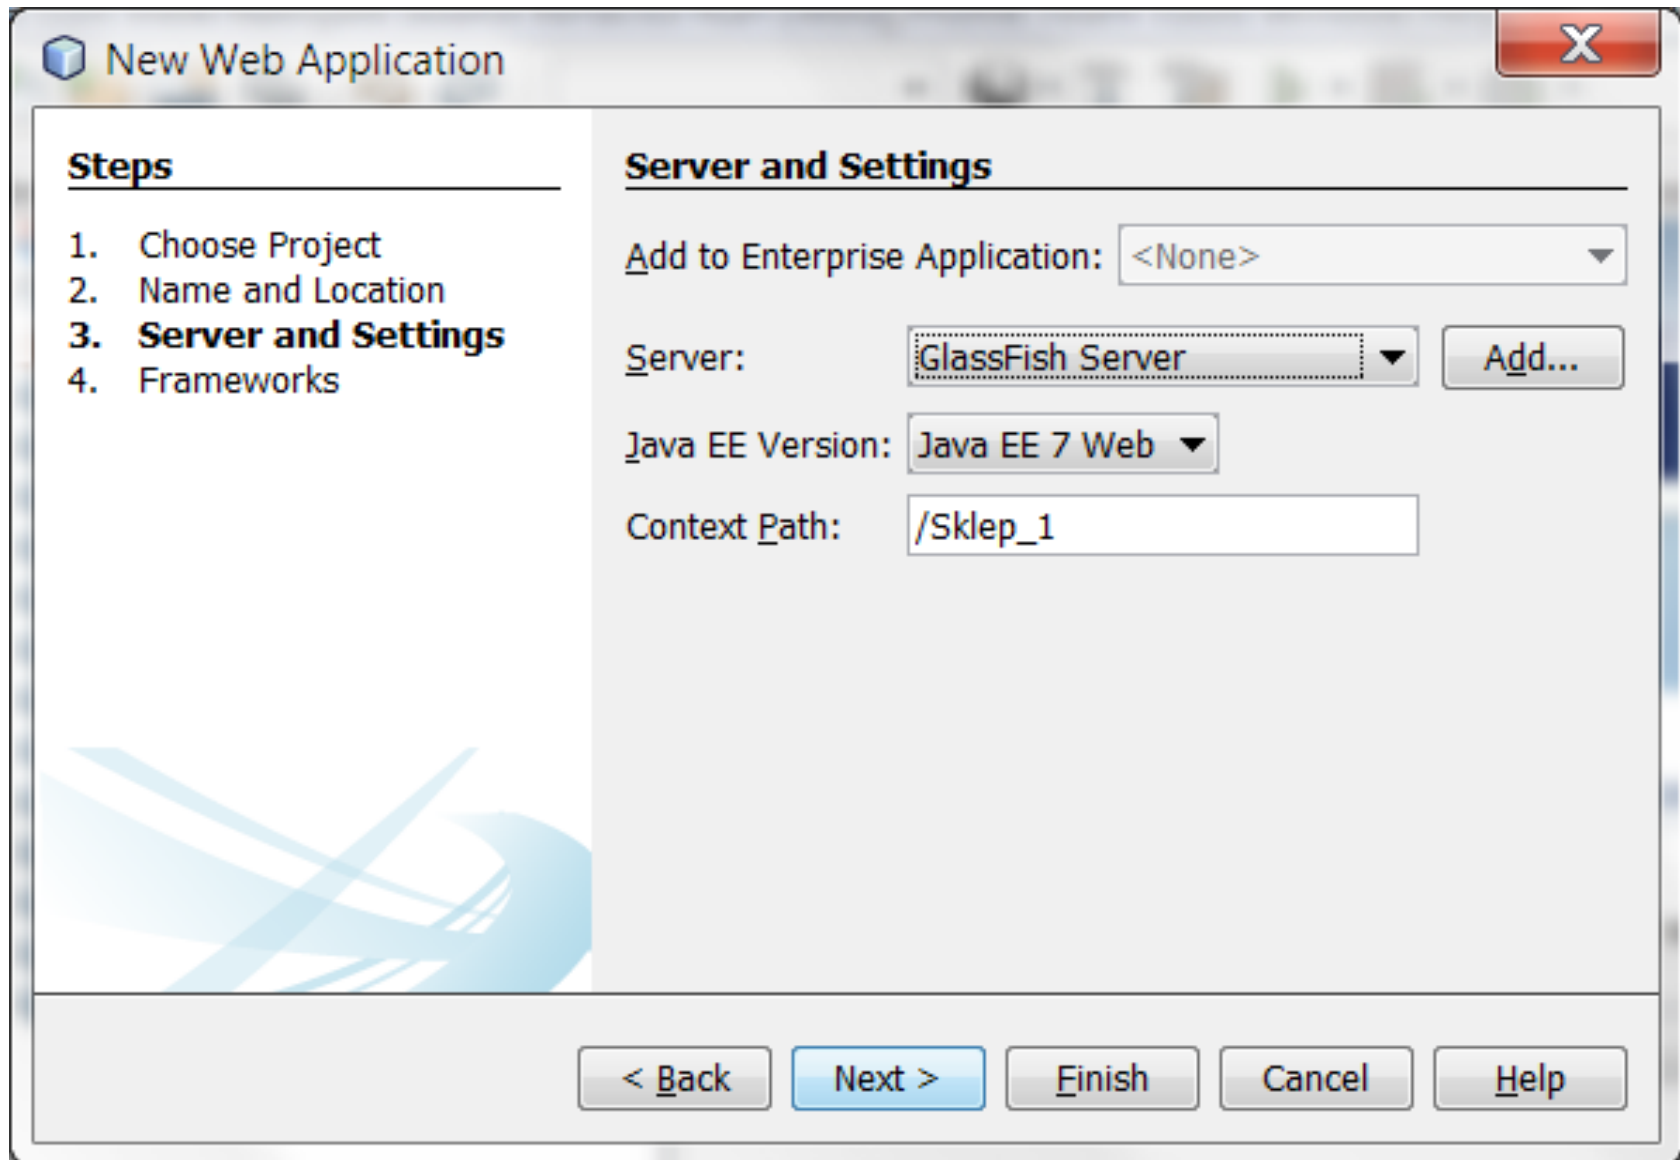 New Web Application
X
Steps
1. Choose Project
2. Name and Location
3. Server and Settings
4. Frameworks
Server and Settings
Add to Enterprise Application: <None>
Server: GlassFish Server Add...
Java EE Version: Java EE 7 Web
Context Path: /Sklep_1
< Back Next > Finish Cancel Help